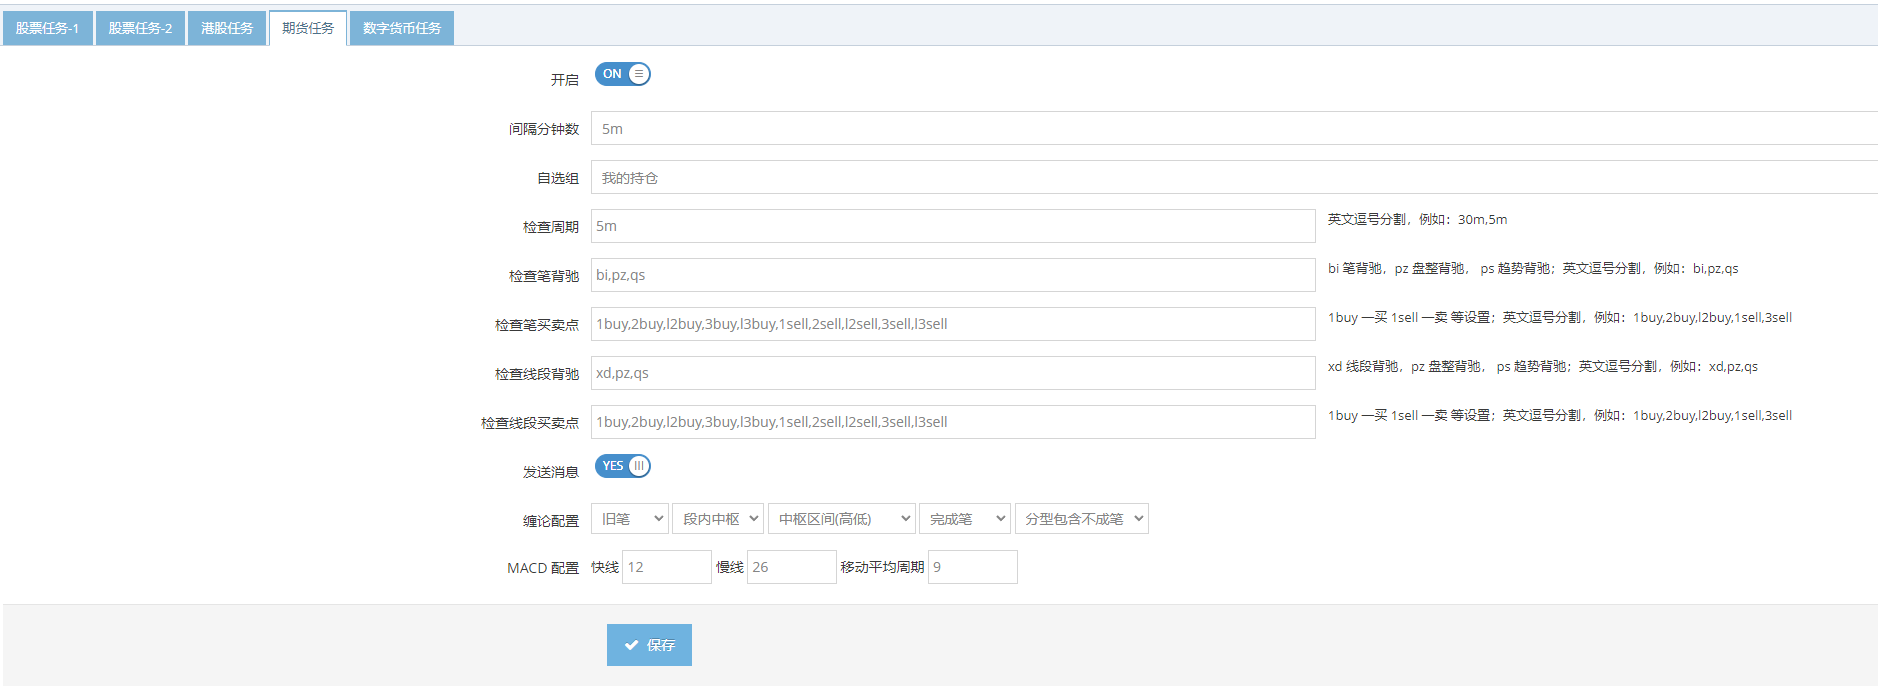 股票任务-1 股票任务-2 港股任务 期货任务 数字货币任务
开启 ON
间隔分钟数 5m
自选组 我的持仓
检查周期 5m 英文逗号分割，例如：30m,5m
检查笔背驰 bi,pz,qs bi 笔背驰，pz 盘整背驰， ps 趋势背驰；英文逗号分割，例如：bi,pz,qs
检查笔买卖点 1buy,2buy,l2buy,3buy,l3buy,1sell,2sell,l2sell,3sell,l3sell 1buy 一买 1sell 一卖 等设置；英文逗号分割，例如：1buy,2buy,l2buy,1sell,3sell
检查线段背驰 xd,pz,qs xd 线段背驰，pz 盘整背驰， ps 趋势背驰；英文逗号分割，例如：xd,pz,qs
检查线段买卖点 1buy,2buy,l2buy,3buy,l3buy,1sell,2sell,l2sell,3sell,l3sell 1buy 一买 1sell 一卖 等设置；英文逗号分割，例如：1buy,2buy,l2buy,1sell,3sell
发送消息 YES
缠论配置 旧笔 段内中枢 中枢区间(高低) 完成笔 分型包含不成笔
MACD 配置 快线 12 慢线 26 移动平均周期 9
保存